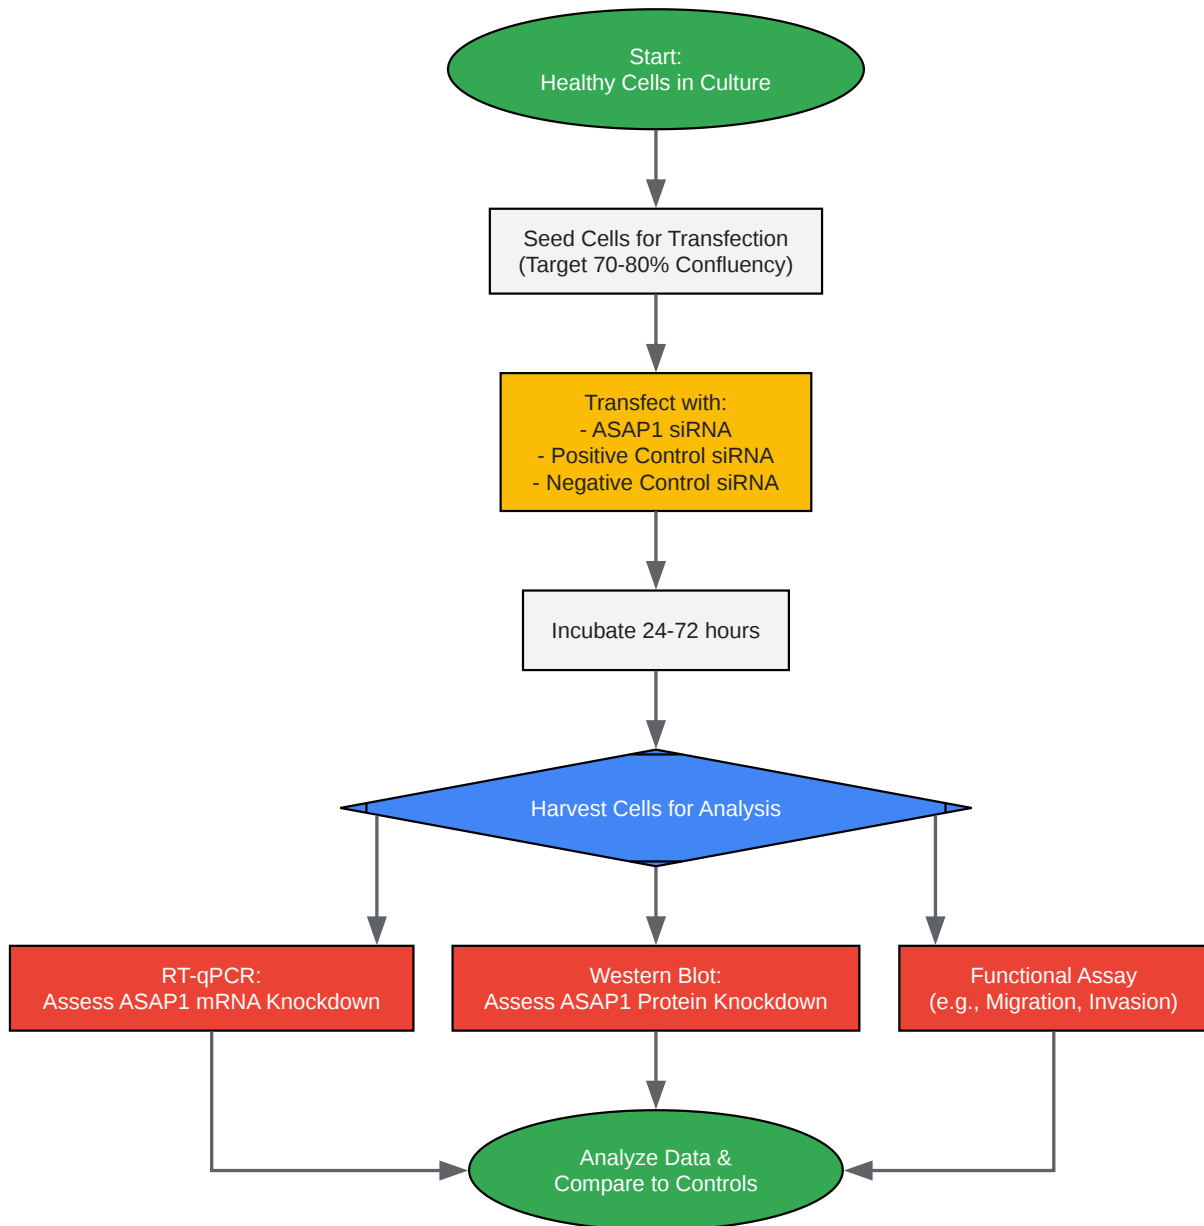 Start:
Healthy Cells in Culture
Seed Cells for Transfection
(Target 70-80% Confluency)
Transfect with:
- ASAP1 siRNA
- Positive Control siRNA
- Negative Control siRNA
Incubate 24-72 hours
Harvest Cells for Analysis
RT-qPCR:
Assess ASAP1 mRNA Knockdown
Western Blot:
Assess ASAP1 Protein Knockdown
Functional Assay
(e.g., Migration, Invasion)
Analyze Data &
Compare to Controls